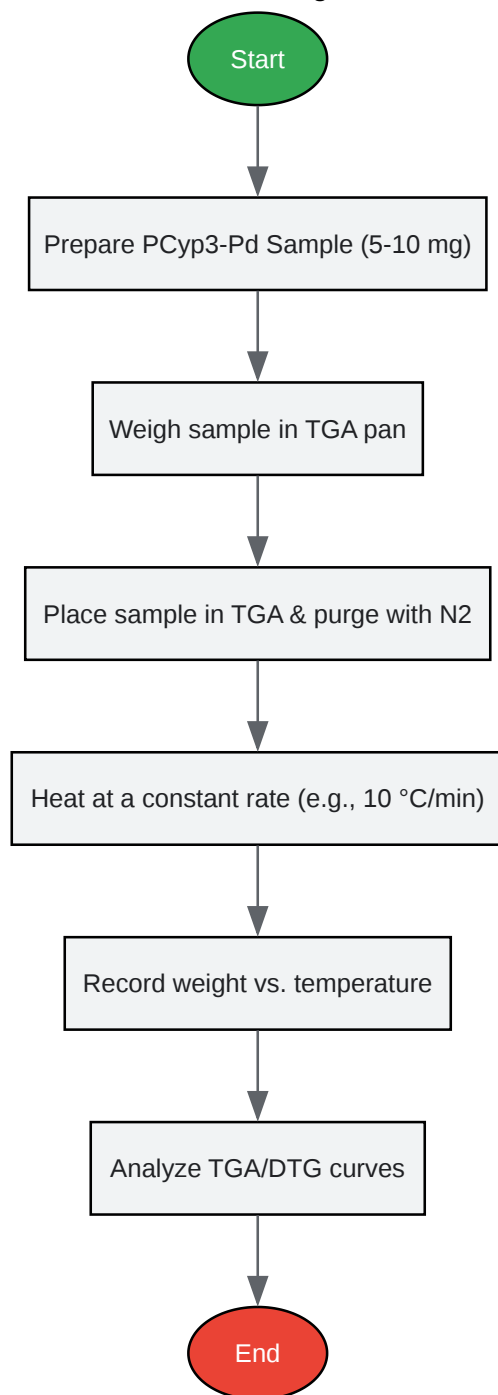 Start
Prepare PCyp3-Pd Sample (5-10 mg)
Weigh sample in TGA pan
Place sample in TGA & purge with N2
Heat at a constant rate (e.g., 10 °C/min)
Record weight vs. temperature
Analyze TGA/DTG curves
End